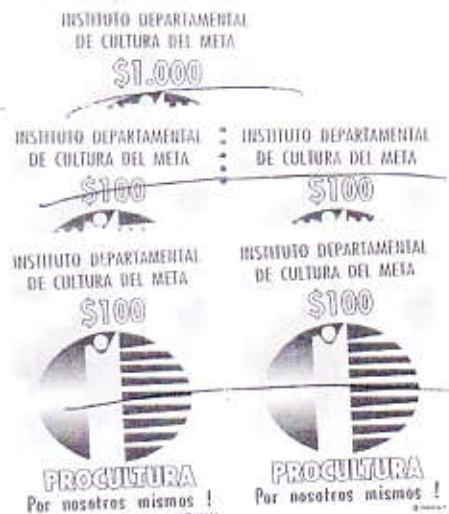 INSTITUTO DEPARTAMENTAL
DE CULTURA DEL META
$1.000
INSTITUTO DEPARTAMENTAL
DE CULTURA DEL META
$100
INSTITUTO DEPARTAMENTAL
DE CULTURA DEL META
$100
INSTITUTO DEPARTAMENTAL
DE CULTURA DEL META
$100
PROCULTURA
Por nosotros mismos !
INSTITUTO DEPARTAMENTAL
DE CULTURA DEL META
$100
PROCULTURA
Por nosotros mismos !